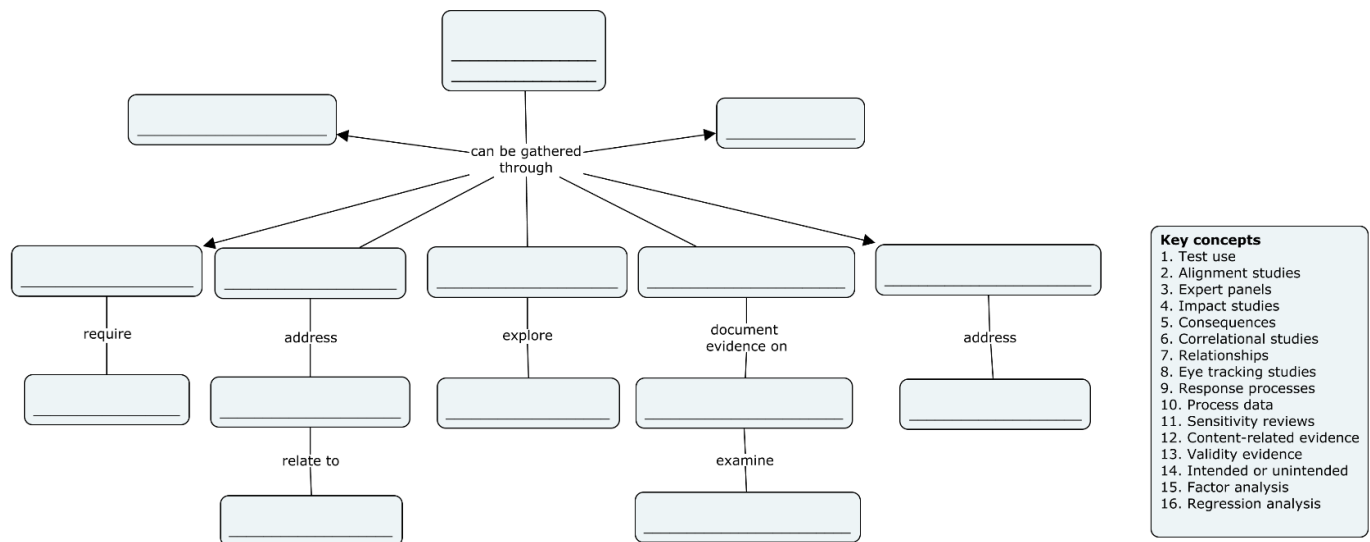 can be gathered
through
require
address
explore
document
evidence on
address
relate to
examine
Key concepts
1. Test use
2. Alignment studies
3. Expert panels
4. Impact studies
5. Consequences
6. Correlational studies
7. Relationships
8. Eye tracking studies
9. Response processes
10. Process data
11. Sensitivity reviews
12. Content-related evidence
13. Validity evidence
14. Intended or unintended
15. Factor analysis
16. Regression analysis